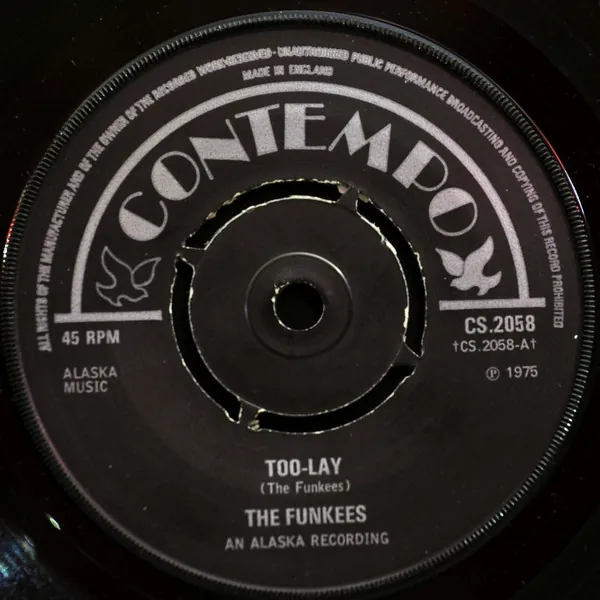 ALL RIGHTS OF THE MANUFACTURER AND OF THE OWNER OF THE RECORDED WORK RESERVED · UNAUTHORISED PUBLIC PERFORMANCE BROADCASTING AND COPYING OF THIS RECORD PROHIBITED
MADE IN ENGLAND
CONTEMPO
45 RPM
CS.2058
†CS.2058-A†
ALASKA
MUSIC
℗ 1975
TOO-LAY
(The Funkees)
THE FUNKEES
AN ALASKA RECORDING